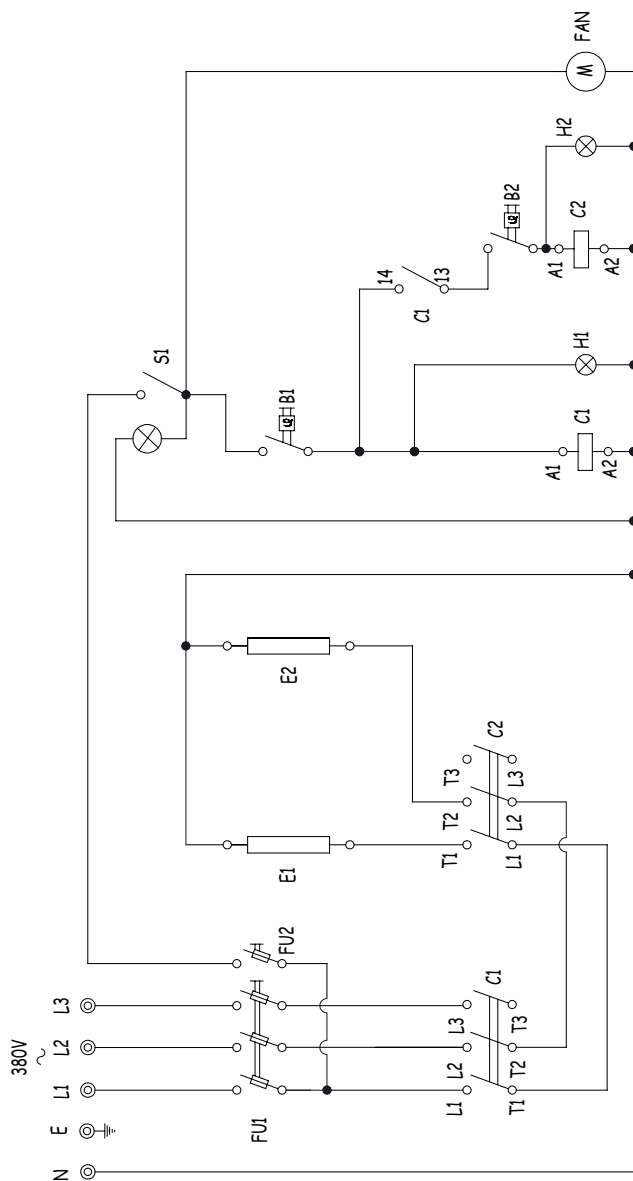 380V
~
N E L1 L2 L3
S1
FU1
FU2
E1 E2
B1
14
C1
13
L1 L2 L3
T1 T2 T3
C1 C2
T1 T2 T3
L1 L2 L3
B2
A1 A1
H2
C1 H1 C2
M FAN
A2 A2